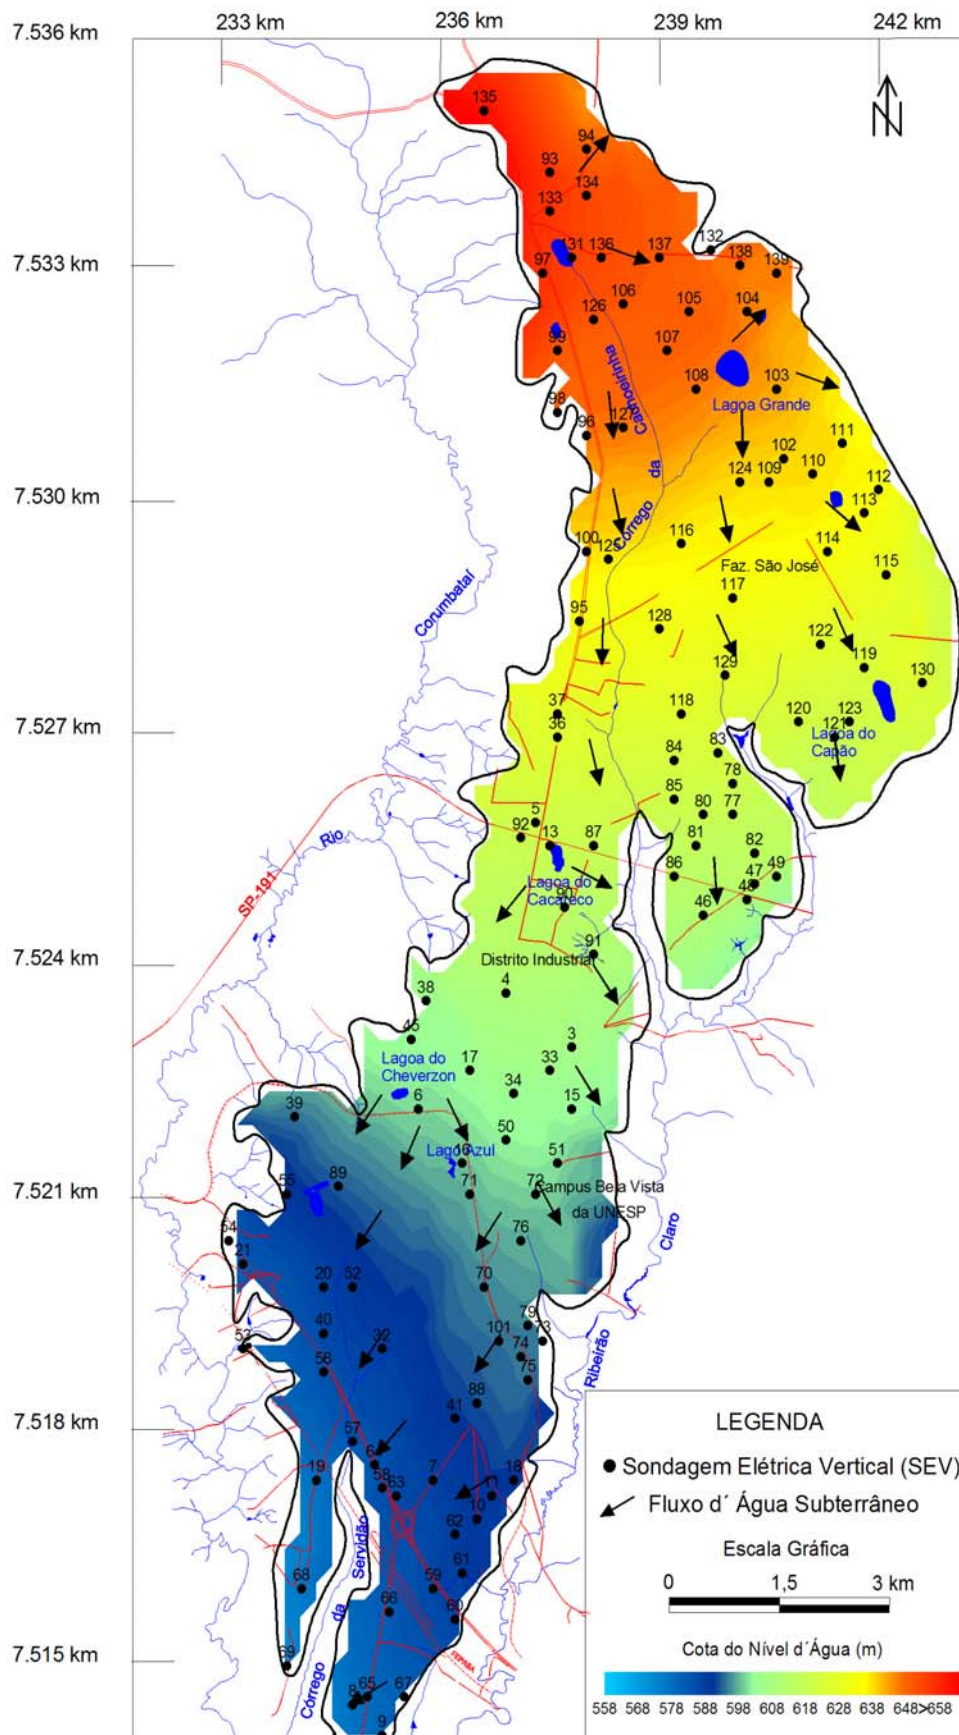 233 km
236 km
239 km
242 km
7.536 km
135
94
93
134
133
132
131
136
137
138
139
7.533 km
97
106
126
105
104
99
107
108
103
Lagoa Grande
98
96
127
Cachoeirinha
da
Córrego
111
102
110
124
109
112
113
7.530 km
100
125
116
114
Faz. São José
115
117
Corumbataí
95
128
122
119
129
130
37
118
120
123
7.527 km
36
121
Lagoa do
Capão
84
83
78
85
80
77
5
92
13
87
81
82
Rio
SP-191
86
47
49
48
46
Lagoa do
Cacareco
90
91
Distrito Industrial
7.524 km
38
4
45
3
Lagoa do
Cheverzon
17
33
34
6
15
39
50
Lago Azul
16
51
55
89
71
72
Campus Bela Vista
da UNESP
7.521 km
54
76
Claro
21
20
52
70
79
40
101
73
53
32
74
56
75
Ribeirão
88
41
7.518 km
57
6
19
58
63
7
11
18
10
62
Servidão
61
68
59
66
60
da
Córrego
69
FEPASA
7.515 km
8
65
67
9
LEGENDA
Sondagem Elétrica Vertical (SEV)
Fluxo d´ Água Subterrâneo
Escala Gráfica
0 1,5 3 km
Cota do Nível d´Água (m)
558 568 578 588 598 608 618 628 638 648 >658
N